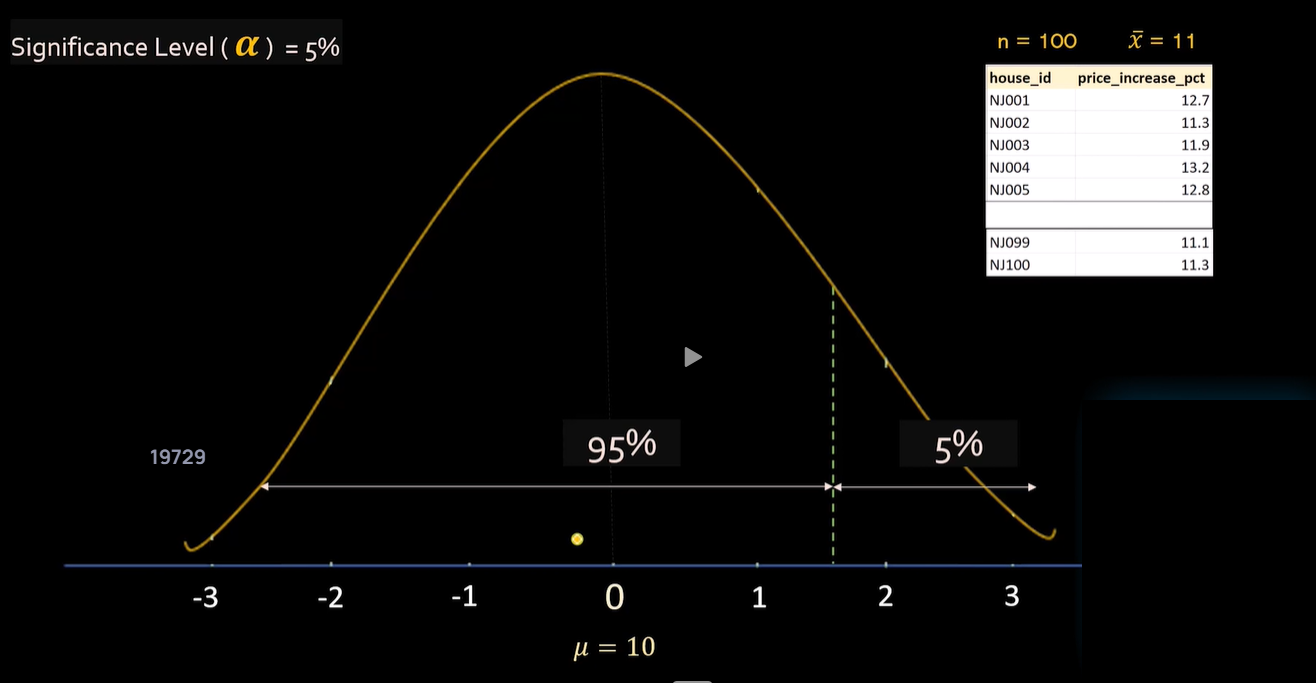 Significance Level ( α ) = 5%
n = 100 x̄ = 11
house_id price_increase_pct
NJ001 12.7
NJ002 11.3
NJ003 11.9
NJ004 13.2
NJ005 12.8
NJ099 11.1
NJ100 11.3
95% 5%
19729
-3 -2 -1 0 1 2 3
μ = 10